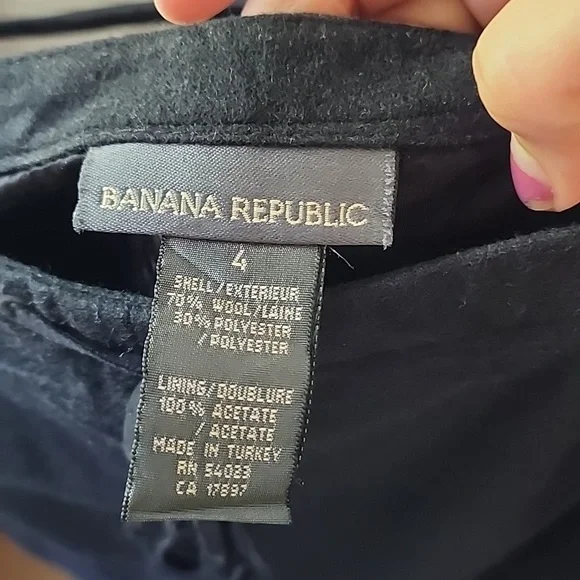 BANANA REPUBLIC
4
SHELL/EXTERIEUR
70% WOOL/LAINE
30% POLYESTER
/POLYESTER
LINING/DOUBLURE
100% ACETATE
/ACETATE
MADE IN TURKEY
RN 54023
CA 17897